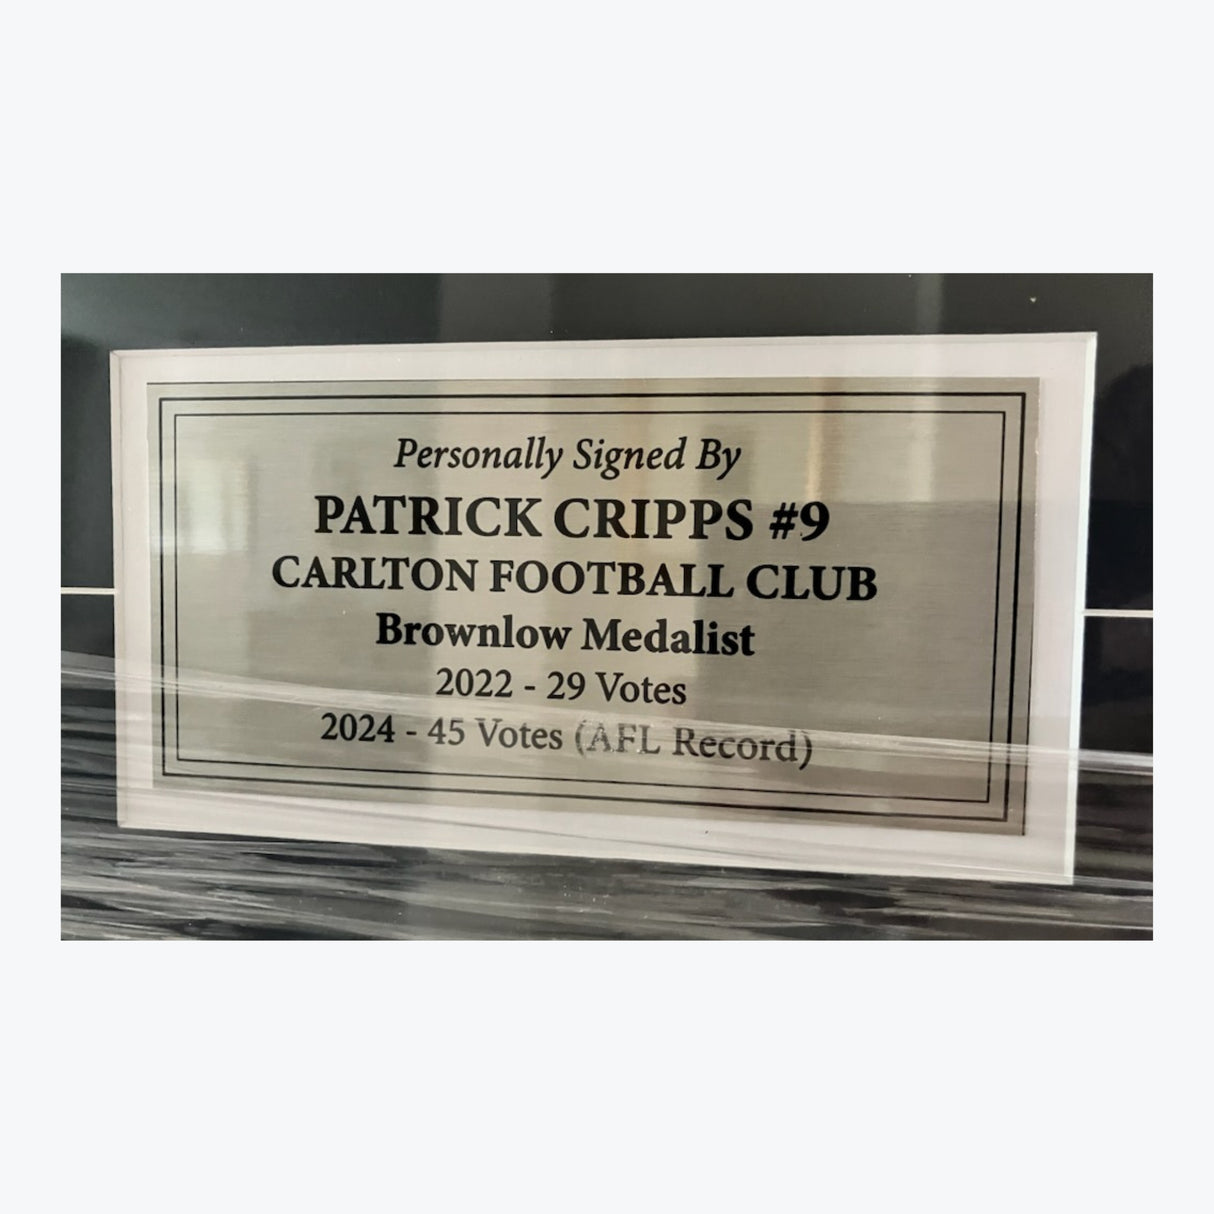 Personally Signed By
PATRICK CRIPPS #9
CARLTON FOOTBALL CLUB
Brownlow Medalist
2022 - 29 Votes
2024 - 45 Votes (AFL Record)